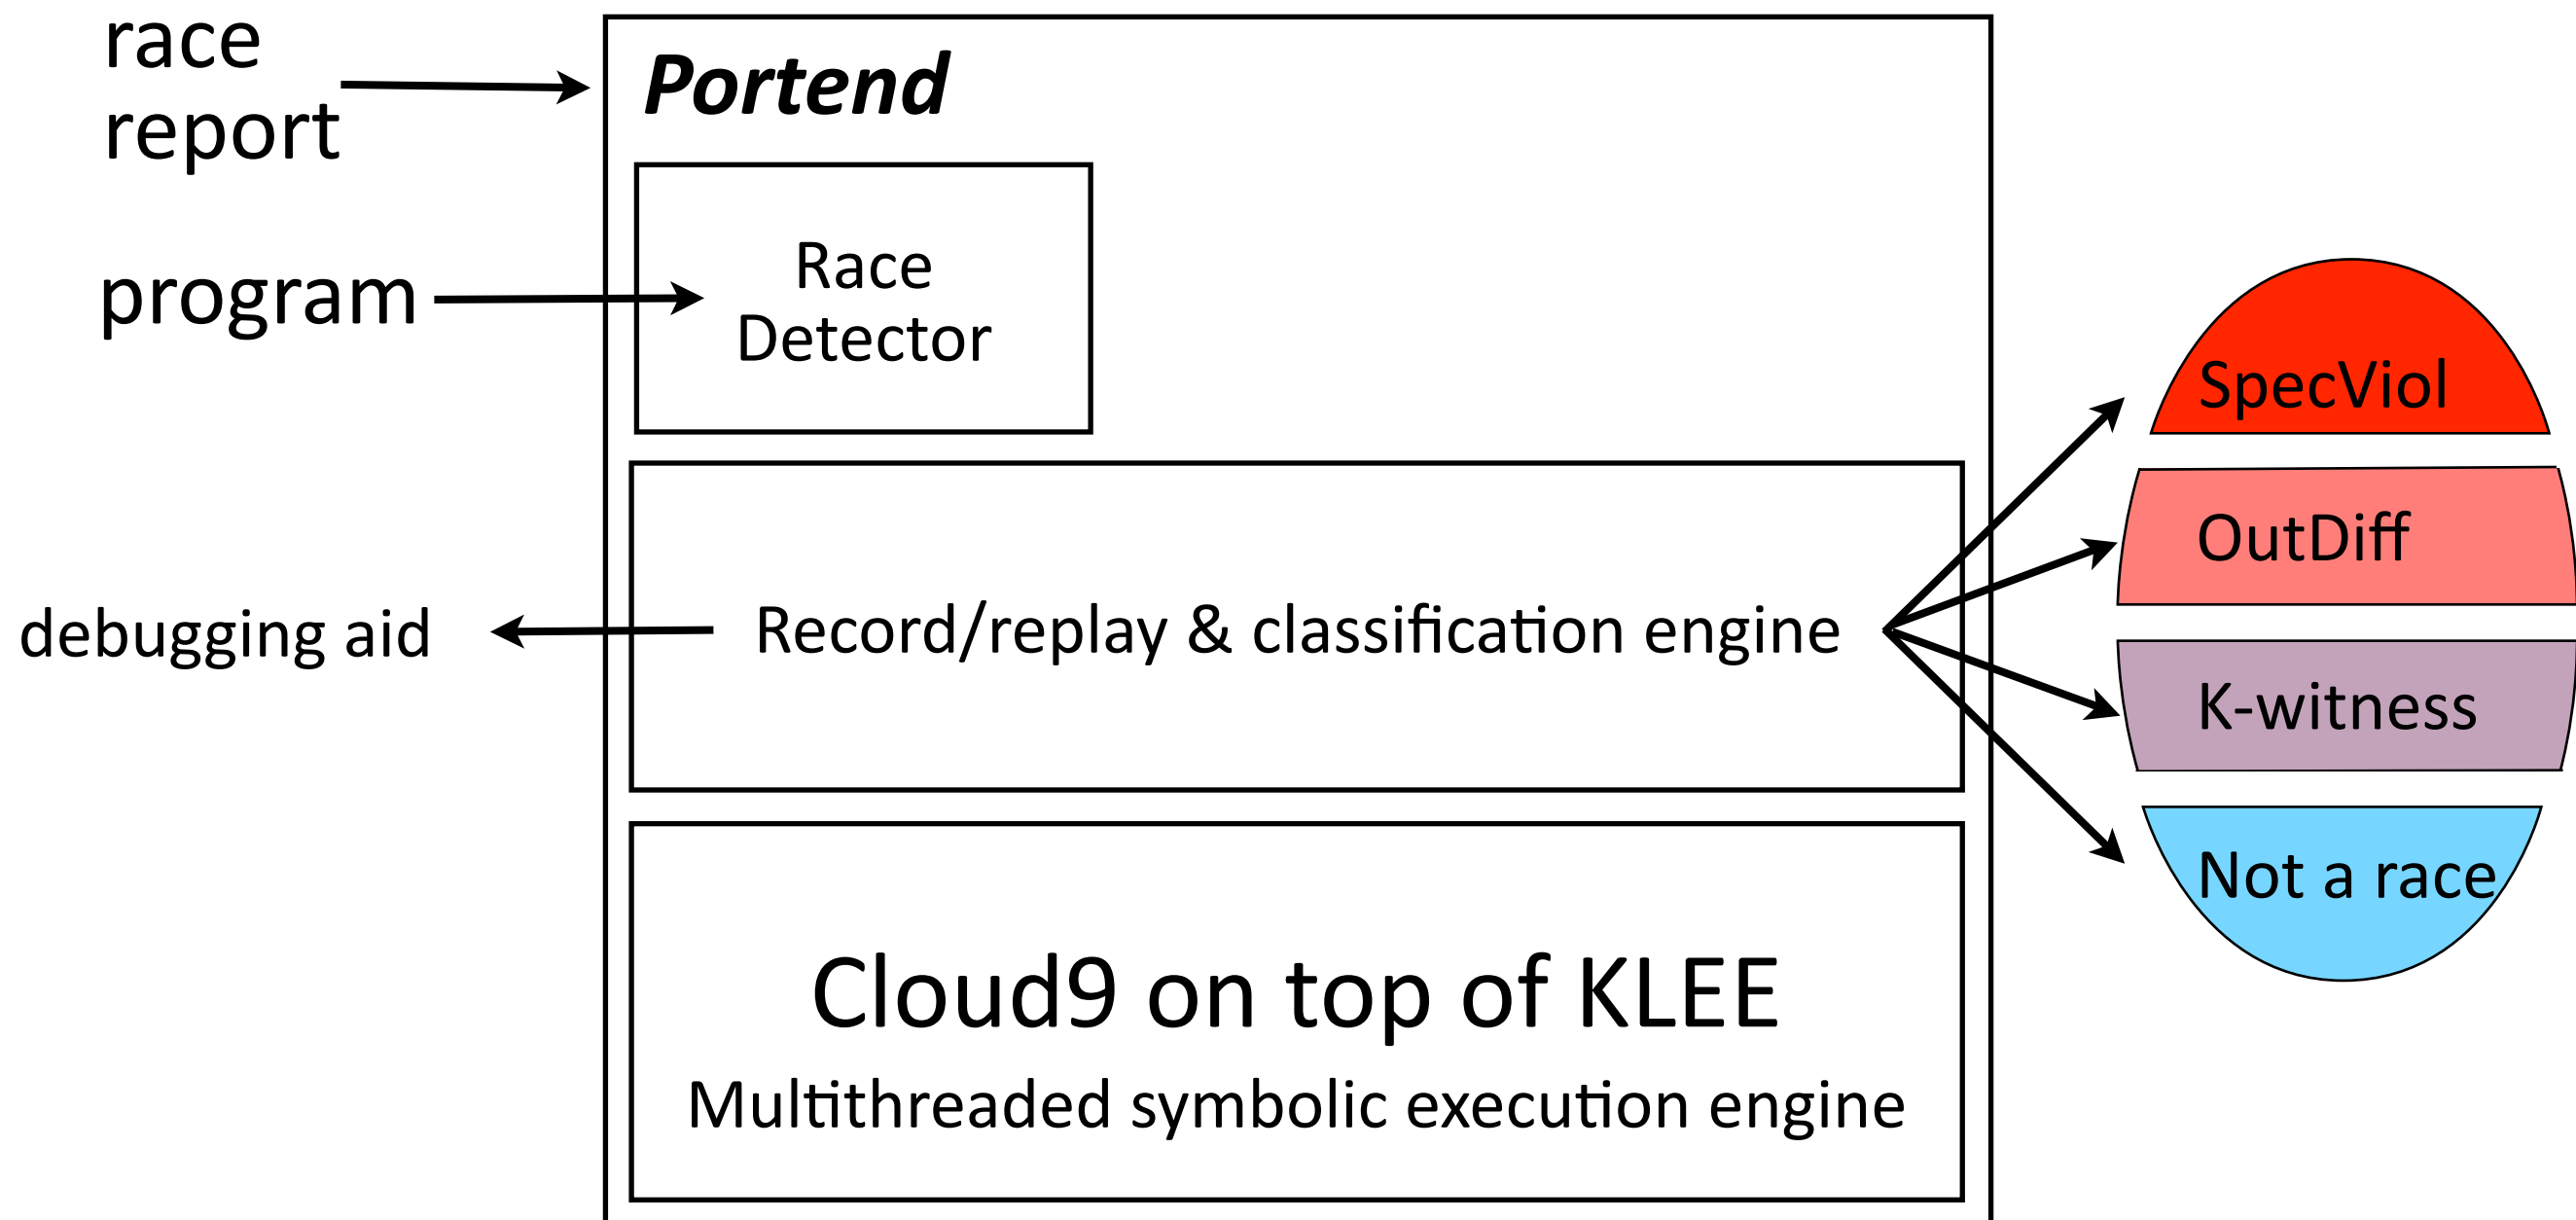 race
report
Portend
program
Race
Detector
debugging aid
Record/replay & classification engine
SpecViol
OutDiff
K-witness
Not a race
Cloud9 on top of KLEE
Multithreaded symbolic execution engine